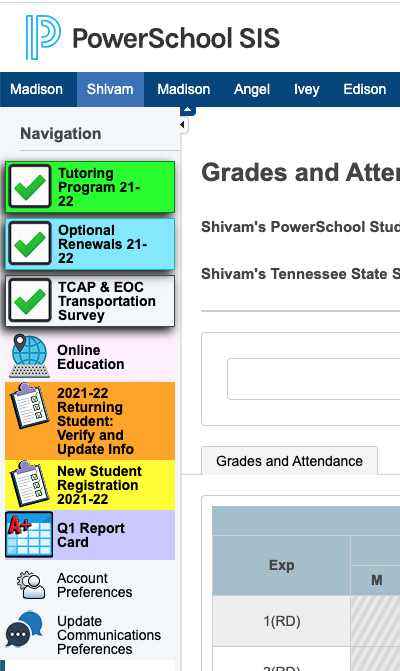 PowerSchool SIS
Madison Shivam Madison Angel Ivey Edison
Navigation
Tutoring
Program 21-
22
Optional
Renewals 21-
22
TCAP & EOC
Transportation
Survey
Online
Education
2021-22
Returning
Student:
Verify and
Update Info
New Student
Registration
2021-22
A+
Q1 Report
Card
Account
Preferences
Update
Communications
Preferences
Grades and Atte
Shivam's PowerSchool Stud
Shivam's Tennessee State S
Grades and Attendance
Exp
M
1(RD)
2(RD)